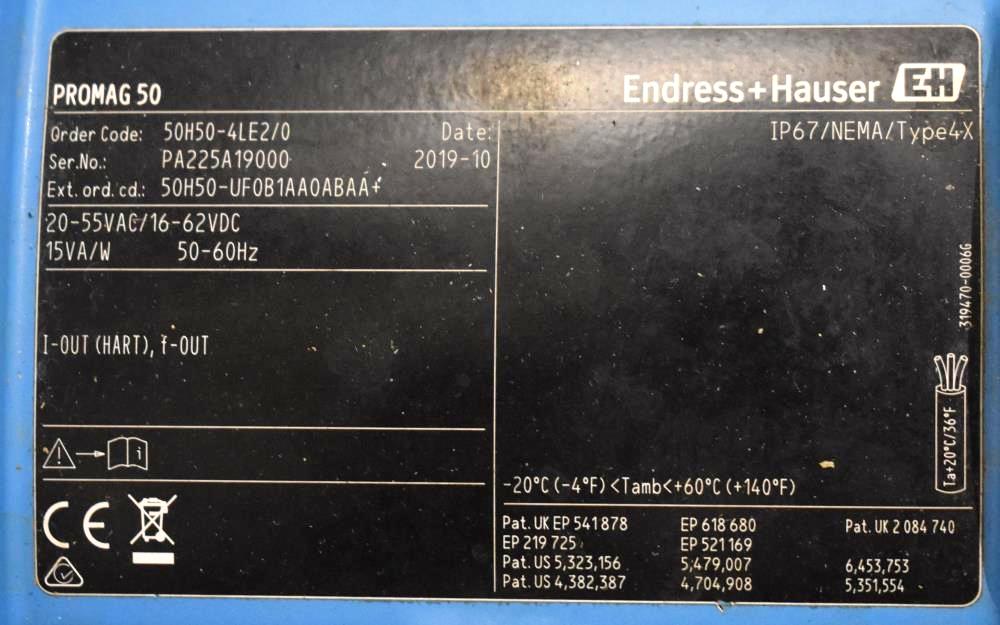 PROMAG 50
Endress+Hauser EH
Order Code: 50H50-4LE2/0 Date:
Ser.No.: PA225A19000 2019-10
Ext. ord. cd.: 50H50-UF0B1AA0ABAA+
20-55VAC/16-62VDC
15VA/W 50-60Hz
I-OUT (HART), f-OUT
i
CE
IP67/NEMA/Type4X
319470-0006G
Ta+20°C/36°F
-20°C (-4°F) <Tamb<+60°C (+140°F)
Pat. UK EP 541 878 EP 618 680 Pat. UK 2 084 740
EP 219 725 EP 521 169
Pat. US 5,323,156 5,479,007 6,453,753
Pat. US 4,382,387 4,704,908 5,351,554